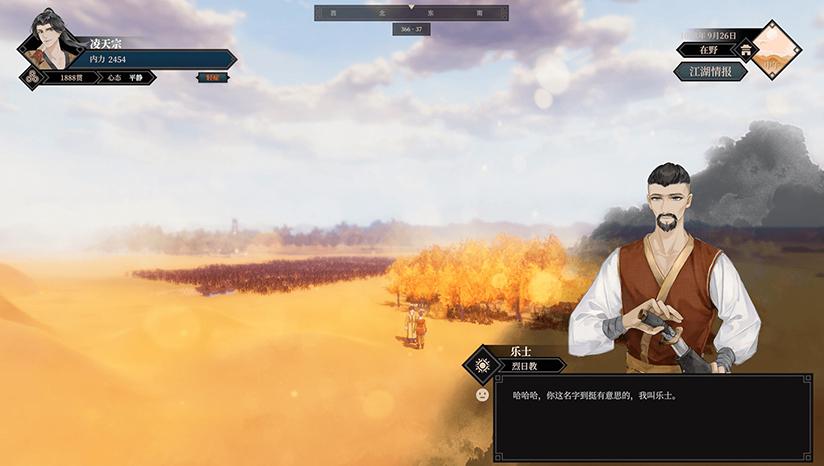 西 北 东 南
366 · 37
凌天宗
内力 2454
1888贯 心态 平静
轻症
年 9月26日
在野
江湖情报
乐士
烈日教
哈哈哈，你这名字到挺有意思的，我叫乐士。